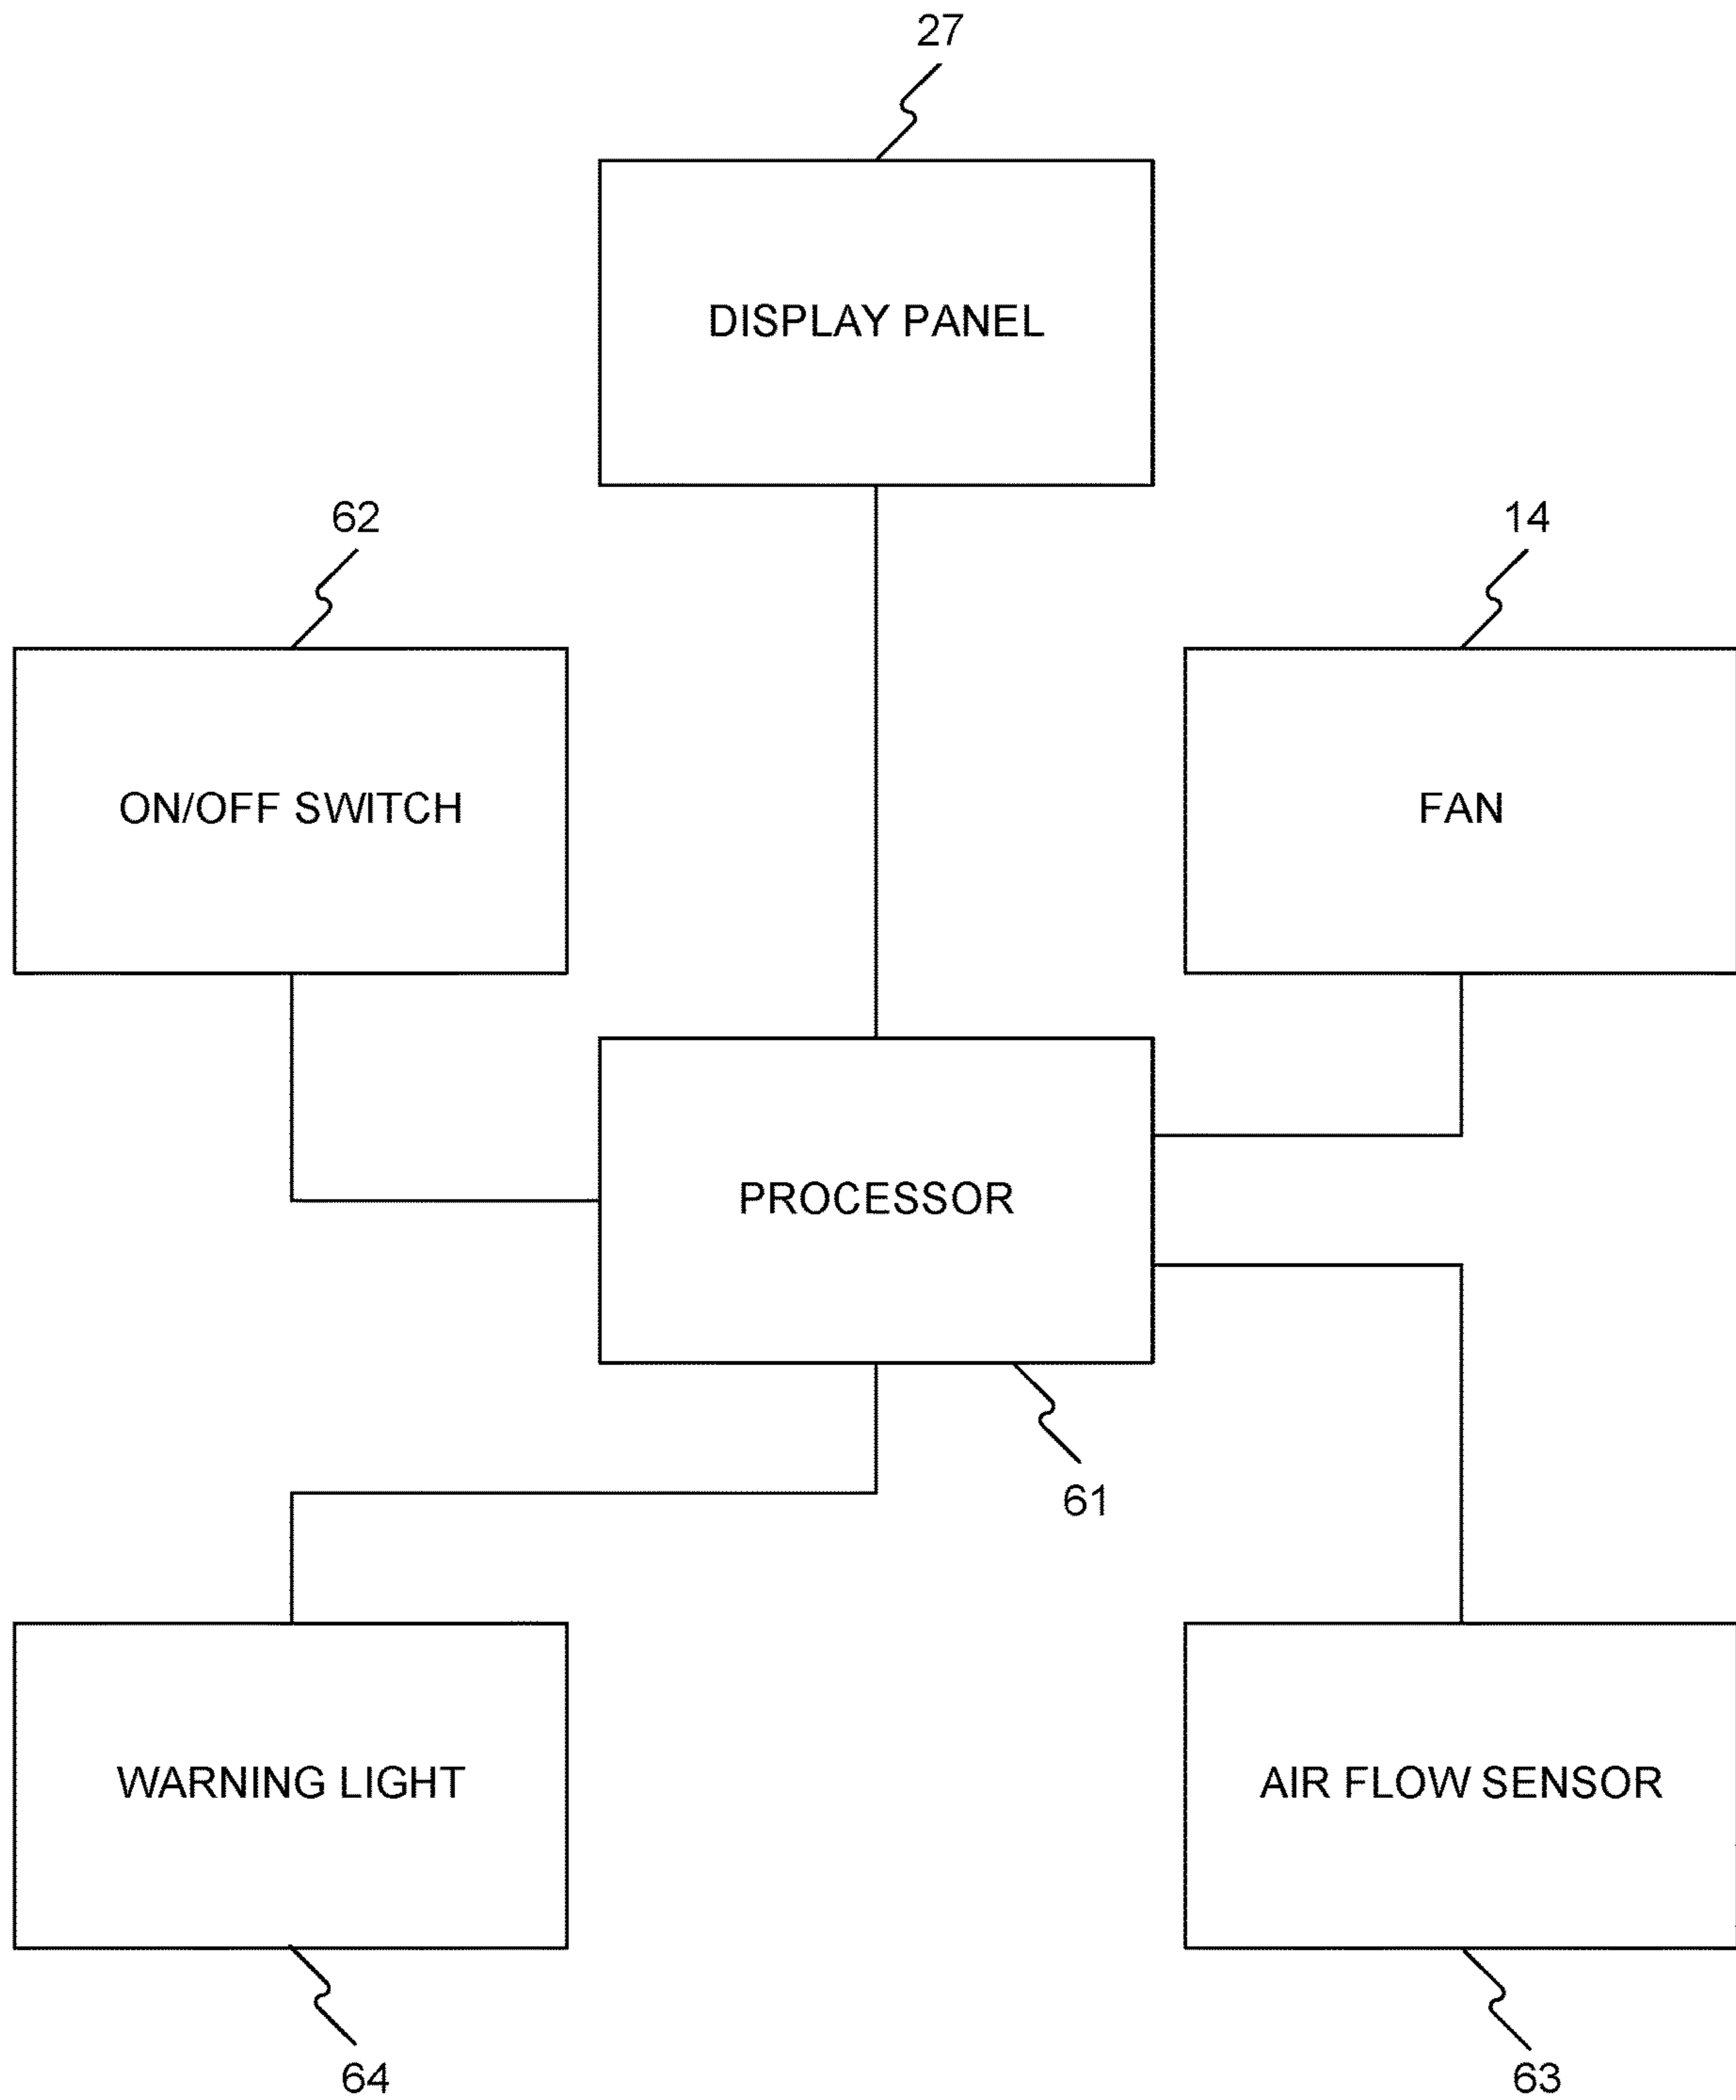 27
DISPLAY PANEL
62
14
ON/OFF SWITCH
FAN
PROCESSOR
61
WARNING LIGHT
AIR FLOW SENSOR
64
63